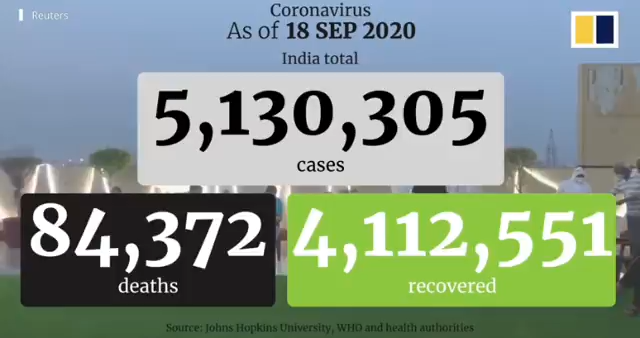 Reuters
Coronavirus
As of 18 SEP 2020
India total
5,130,305
cases
84,372
deaths
4,112,551
recovered
Source: Johns Hopkins University, WHO and health authorities